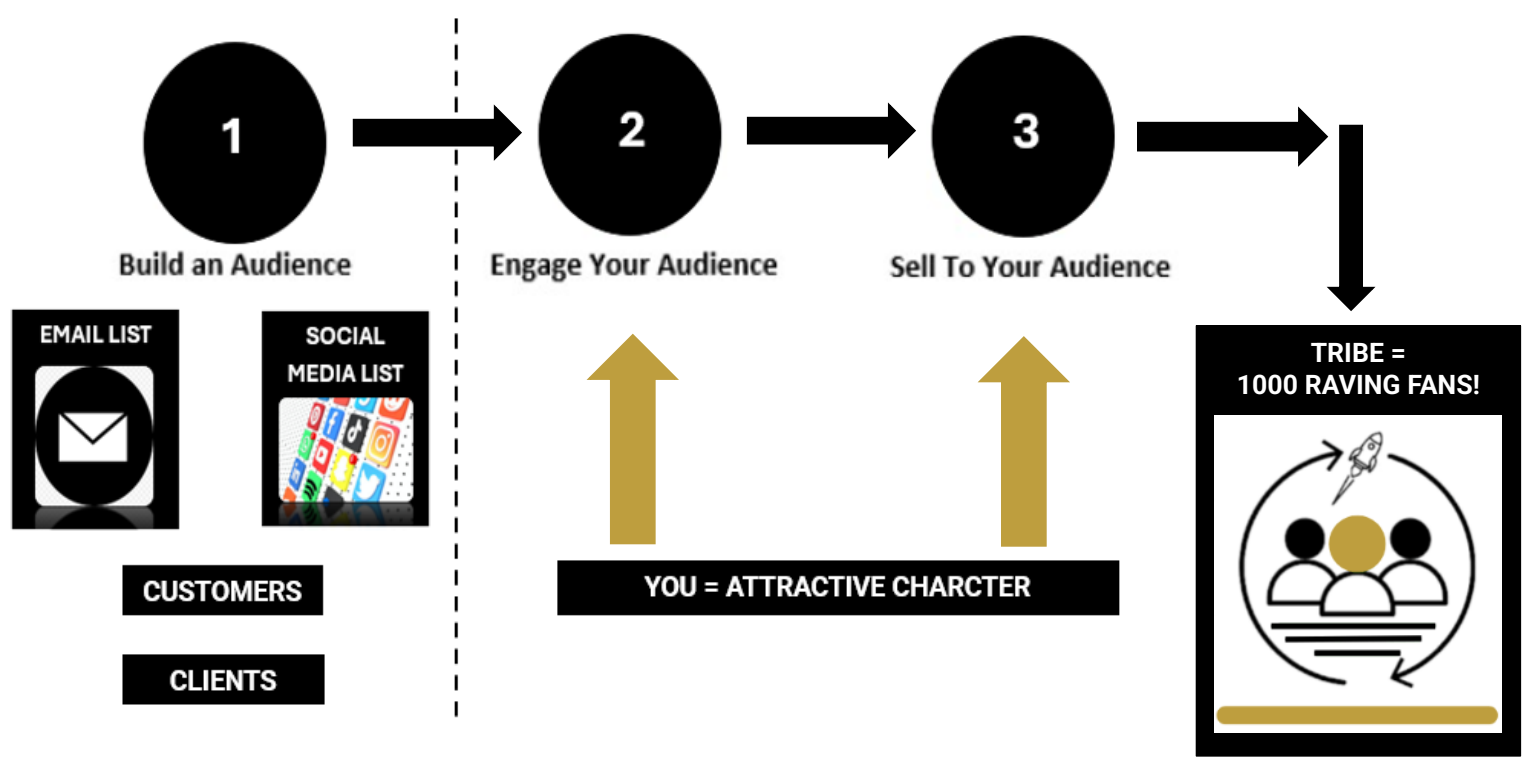 1
2
3
Build an Audience
Engage Your Audience
Sell To Your Audience
EMAIL LIST
SOCIAL
MEDIA LIST
TRIBE =
1000 RAVING FANS!
YOU = ATTRACTIVE CHARCTER
CUSTOMERS
CLIENTS